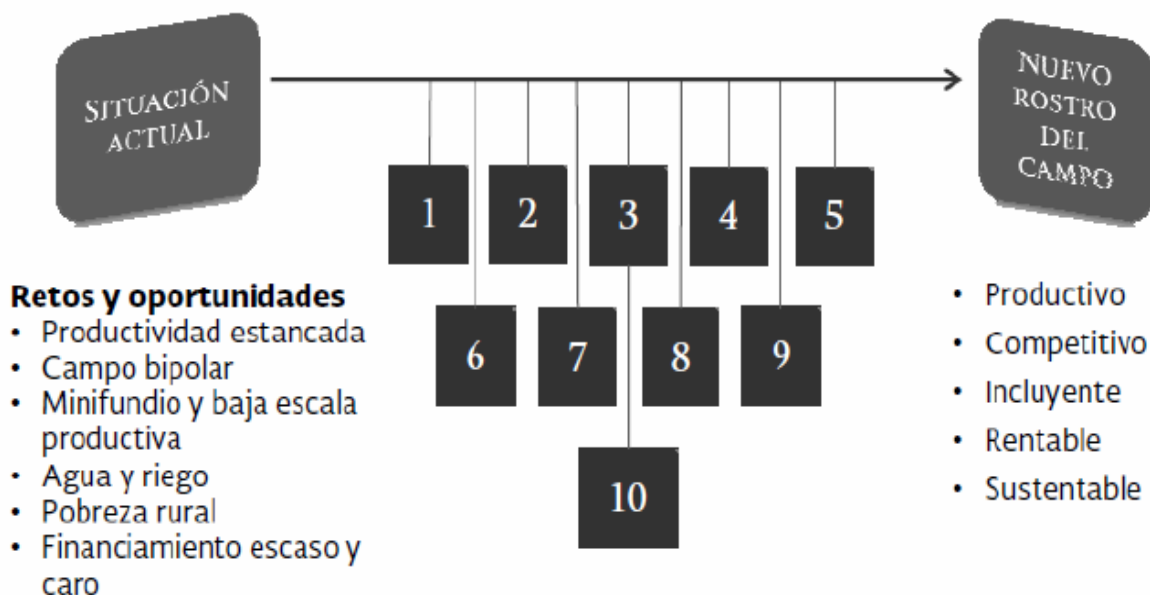 SITUACIÓN
ACTUAL
NUEVO
ROSTRO
DEL
CAMPO
1
2
3
4
5
6
7
8
9
10
Retos y oportunidades
• Productividad estancada
• Campo bipolar
• Minifundio y baja escala
productiva
• Agua y riego
• Pobreza rural
• Financiamiento escaso y
caro
• Productivo
• Competitivo
• Incluyente
• Rentable
• Sustentable